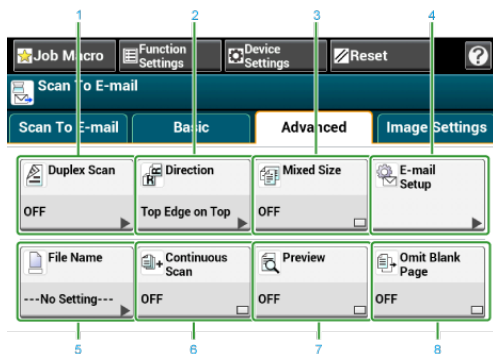 1 2 3 4
Job Macro Function Settings Device Settings Reset ?
Scan To E-mail
Scan To E-mail Basic Advanced Image Settings
Duplex Scan Direction Mixed Size E-mail Setup
OFF Top Edge on Top OFF
File Name Continuous Scan Preview Omit Blank Page
---No Setting--- OFF OFF OFF
5 6 7 8